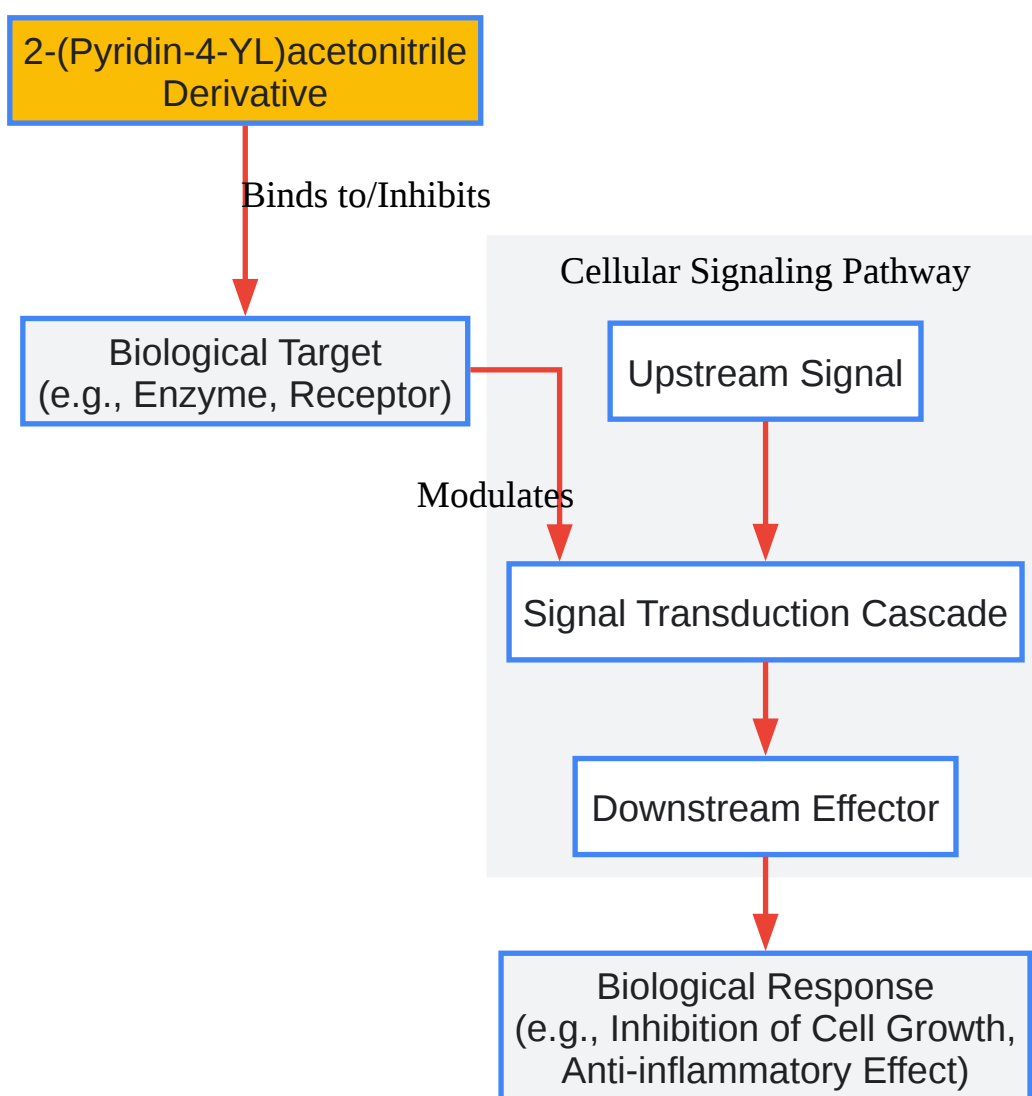 2-(Pyridin-4-YL)acetonitrile
Derivative
Binds to/Inhibits
Cellular Signaling Pathway
Biological Target
(e.g., Enzyme, Receptor)
Upstream Signal
Modulates
Signal Transduction Cascade
Downstream Effector
Biological Response
(e.g., Inhibition of Cell Growth,
Anti-inflammatory Effect)